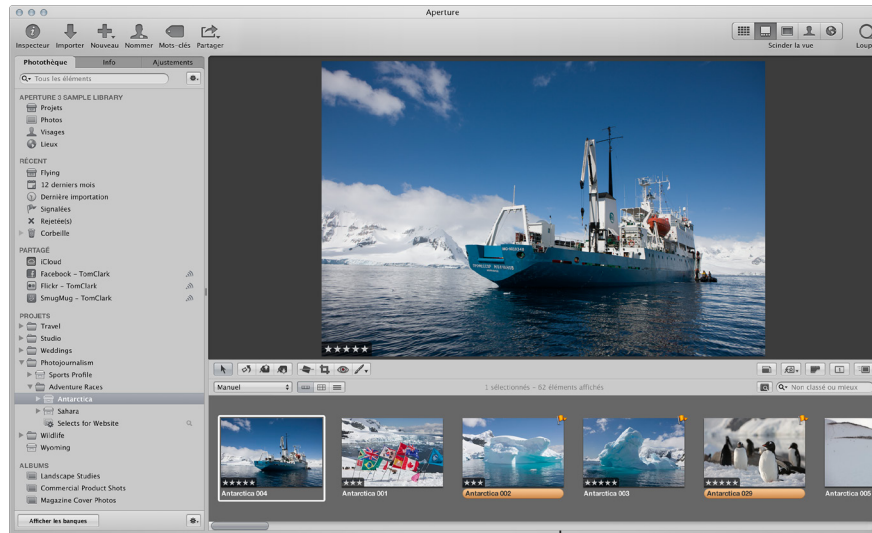 Aperture
Inspecteur Importer Nouveau Nommer Mots-clés Partager
Scinder la vue
Loup
Photothèque Info Ajustements
Tous les éléments
APERTURE 3 SAMPLE LIBRARY
Projets
Photos
Visages
Lieux
RÉCENT
Flying
12 derniers mois
Dernière importation
Signalées
Rejetée(s)
Corbeille
PARTAGÉ
iCloud
Facebook – TomClark
Flickr – TomClark
SmugMug – TomClark
PROJETS
Travel
Studio
Weddings
Photojournalism
Sports Profile
Adventure Races
Antarctica
Sahara
Selects for Website
Wildlife
Wyoming
ALBUMS
Landscape Studies
Commercial Product Shots
Magazine Cover Photos
Afficher les banques
Manuel
1 sélectionnés – 62 éléments affichés
Non classé ou mieux
Antarctica 004
Antarctica 001
Antarctica 002
Antarctica 003
Antarctica 029
Antarctica 005